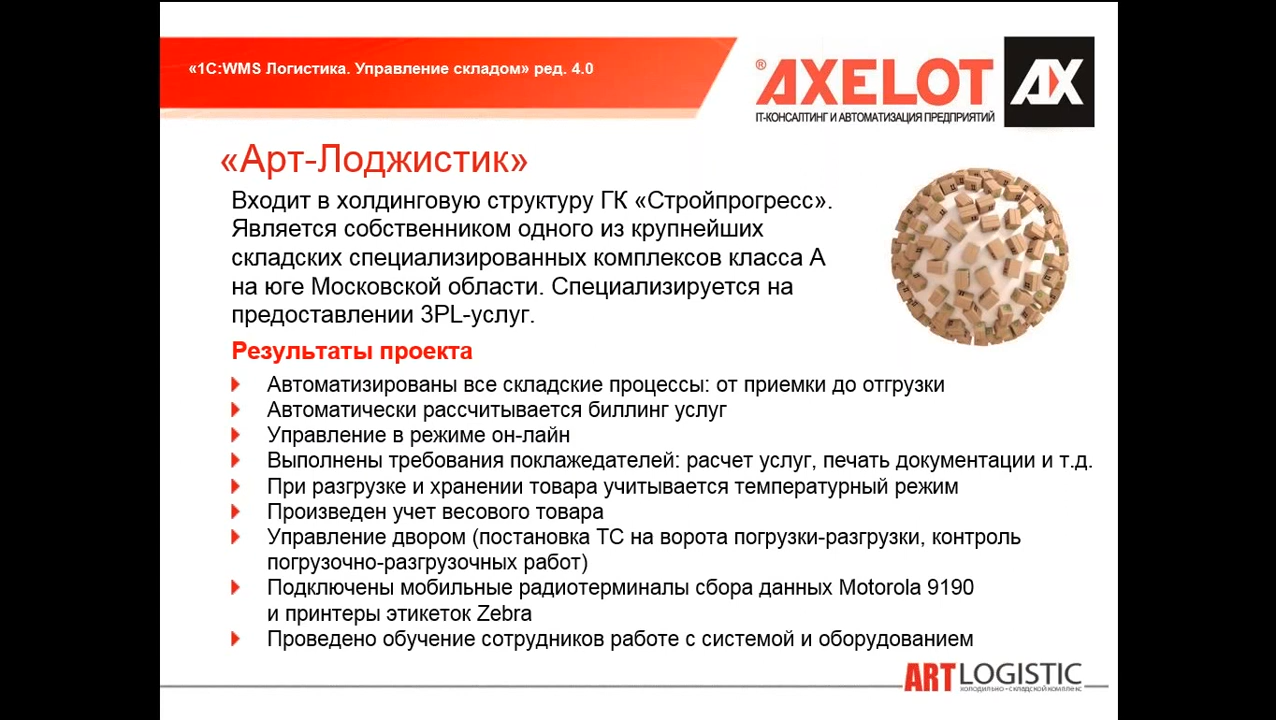 «1С:WMS Логистика. Управление складом» ред. 4.0
® AXELOT AX
IT-КОНСАЛТИНГ И АВТОМАТИЗАЦИЯ ПРЕДПРИЯТИЙ
«Арт-Лоджистик»
Входит в холдинговую структуру ГК «Стройпрогресс».
Является собственником одного из крупнейших
складских специализированных комплексов класса А
на юге Московской области. Специализируется на
предоставлении 3PL-услуг.
Результаты проекта
Автоматизированы все складские процессы: от приемки до отгрузки
Автоматически рассчитывается биллинг услуг
Управление в режиме он-лайн
Выполнены требования поклажедателей: расчет услуг, печать документации и т.д.
При разгрузке и хранении товара учитывается температурный режим
Произведен учет весового товара
Управление двором (постановка ТС на ворота погрузки-разгрузки, контроль
погрузочно-разгрузочных работ)
Подключены мобильные радиотерминалы сбора данных Motorola 9190
и принтеры этикеток Zebra
Проведено обучение сотрудников работе с системой и оборудованием
ARTLOGISTIC
ХОЛОДИЛЬНО-СКЛАДСКОЙ КОМПЛЕКС